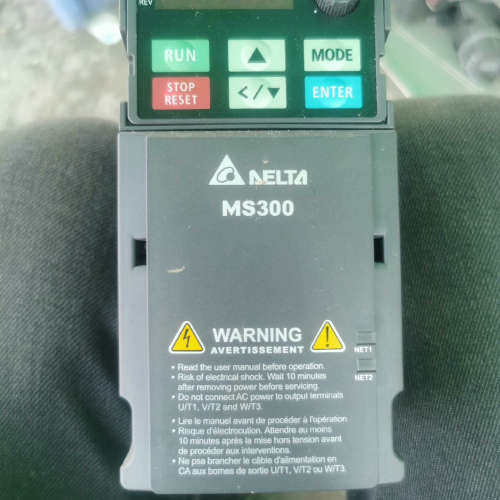 REV
RUN
MODE
STOP
RESET
</
ENTER
DELTA
MS300
WARNING
AVERTISSEMENT
NET1
NET2
• Read the user manual before operation.
• Risk of electrical shock. Wait 10 minutes
after removing power before servicing.
• Do not connect AC power to output terminals
U/T1, V/T2 and W/T3.
• Lire le manuel avant de procéder à l'opération
• Risque d'électrocution. Attendre au moins
10 minutes après la mise hors tension avant
de procéder aux interventions.
• Ne psa brancher le câble d'alimentation en
CA aux bornes de sortie U/T1, V/T2 ou W/T3.